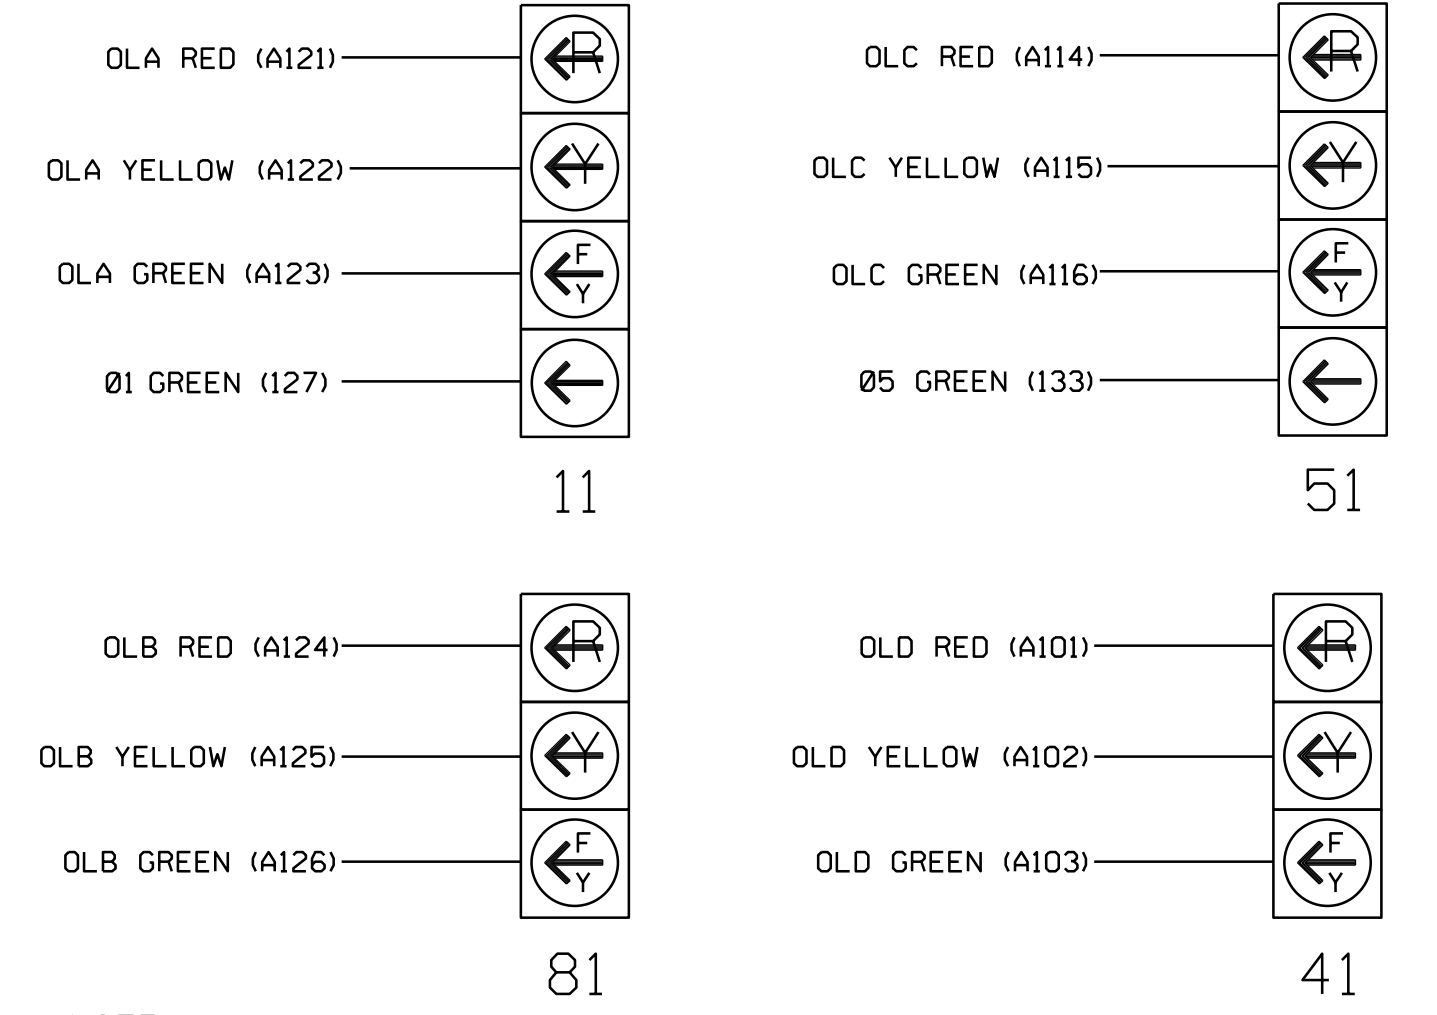 OLA RED (A121)
R
OLA YELLOW (A122)
Y
OLA GREEN (A123)
F
Y
Ø1 GREEN (127)
11
OLC RED (A114)
R
OLC YELLOW (A115)
Y
OLC GREEN (A116)
F
Y
Ø5 GREEN (133)
51
OLB RED (A124)
R
OLB YELLOW (A125)
Y
OLB GREEN (A126)
F
Y
81
OLD RED (A101)
R
OLD YELLOW (A102)
Y
OLD GREEN (A103)
F
Y
41